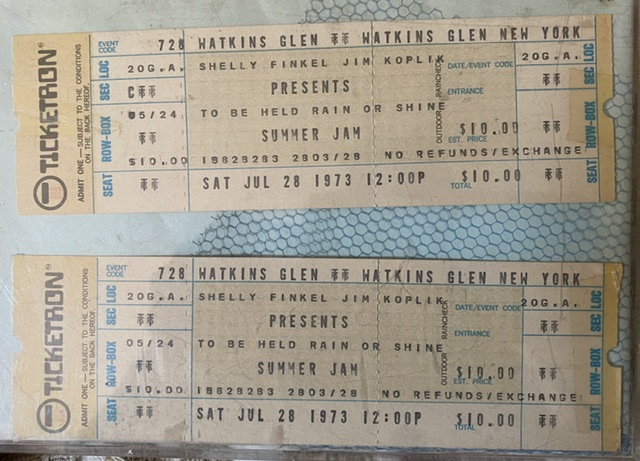 TICKETRON®
ADMIT ONE—SUBJECT TO THE CONDITIONS
ON THE BACK HEREOF.
EVENT CODE 728 WATKINS GLEN WATKINS GLEN NEW YORK
LOC 20G.A. SHELLY FINKEL JIM KOPLIK DATE/EVENT CODE 20G.A. LOC
SEC C PRESENTS ENTRANCE SEC
OUTDOOR RAINCHECK
ROW-BOX 05/24 TO BE HELD RAIN OR SHINE $10.00 ROW-BOX
SUMMER JAM EST. PRICE
$10.00 18828283 2803/28 NO REFUNDS/EXCHANGE
SEAT SAT JUL 28 1973 12:00P $10.00 SEAT
TOTAL
TICKETRON®
ADMIT ONE—SUBJECT TO THE CONDITIONS
ON THE BACK HEREOF.
EVENT CODE 728 WATKINS GLEN WATKINS GLEN NEW YORK
LOC 20G.A. SHELLY FINKEL JIM KOPLIK DATE/EVENT CODE 20G.A. LOC
SEC PRESENTS ENTRANCE SEC
OUTDOOR RAINCHECK
ROW-BOX 05/24 TO BE HELD RAIN OR SHINE ROW-BOX
SUMMER JAM $10.00
EST. PRICE
$10.00 18828283 2803/28 NO REFUNDS/EXCHANGE
SEAT SAT JUL 28 1973 12:00P $10.00 SEAT
TOTAL